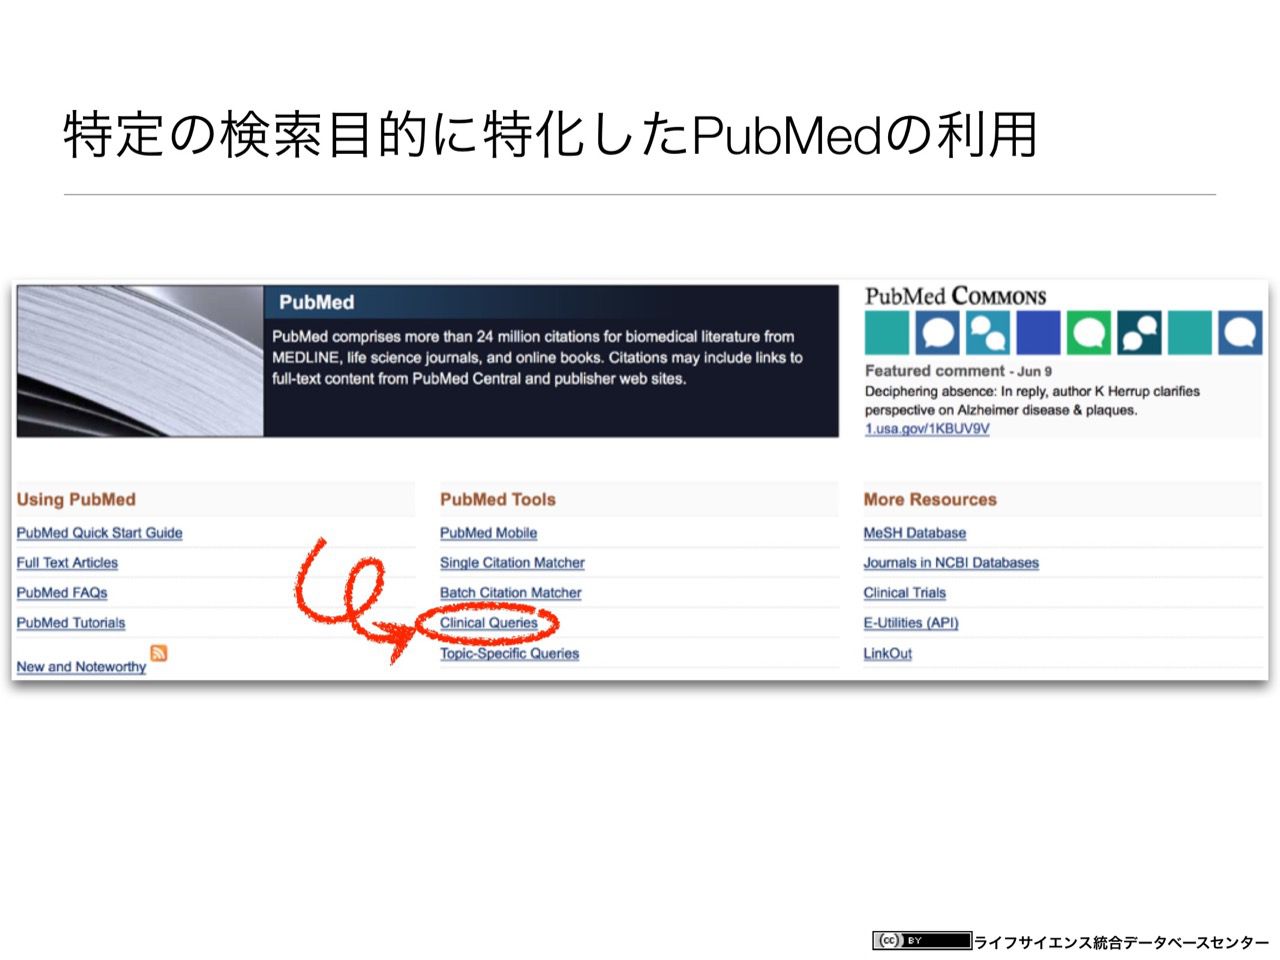 特定の検索目的に特化したPubMedの利用
PubMed
PubMed comprises more than 24 million citations for biomedical literature from
MEDLINE, life science journals, and online books. Citations may include links to
full-text content from PubMed Central and publisher web sites.
PubMed COMMONS
Featured comment - Jun 9
Deciphering absence: In reply, author K Herrup clarifies
perspective on Alzheimer disease & plaques.
1.usa.gov/1KBUV9V
Using PubMed
PubMed Quick Start Guide
Full Text Articles
PubMed FAQs
PubMed Tutorials
New and Noteworthy
PubMed Tools
PubMed Mobile
Single Citation Matcher
Batch Citation Matcher
Clinical Queries
Topic-Specific Queries
More Resources
MeSH Database
Journals in NCBI Databases
Clinical Trials
E-Utilities (API)
LinkOut
cc BY ライフサイエンス統合データベースセンター